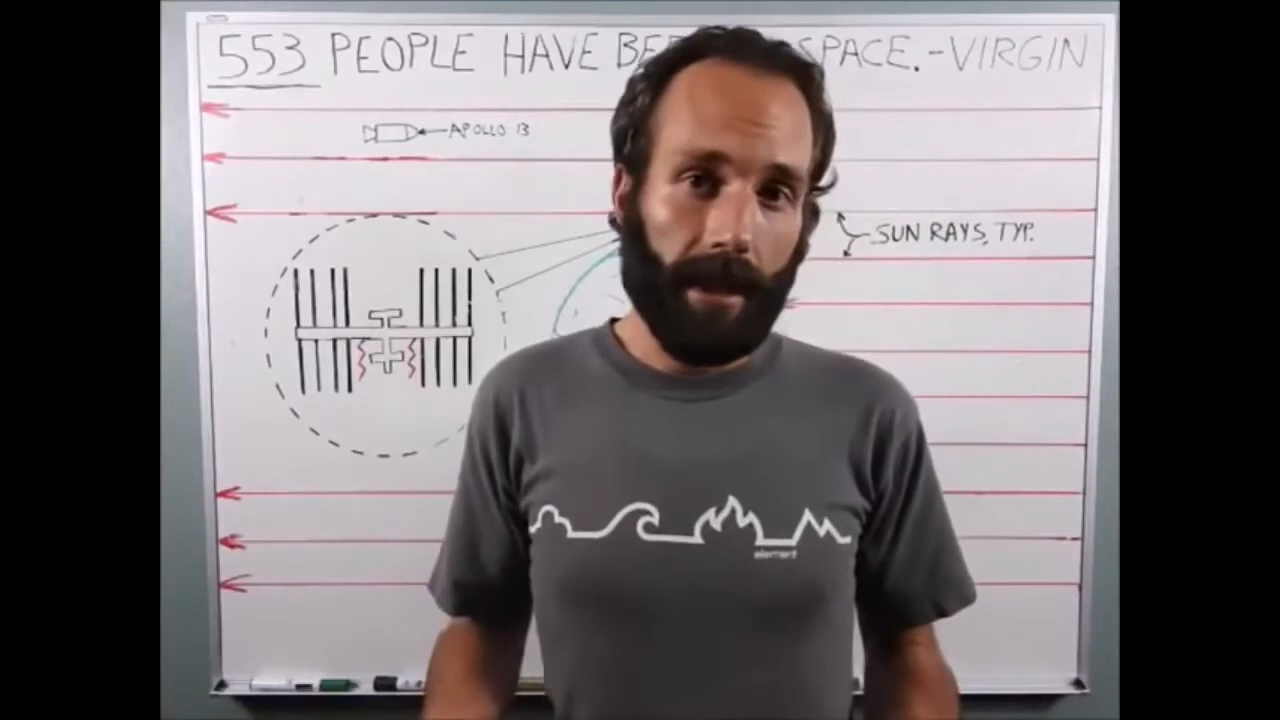 553 PEOPLE HAVE BE SPACE.-VIRGIN
APOLLO 13
SUN RAYS, TYP.
element